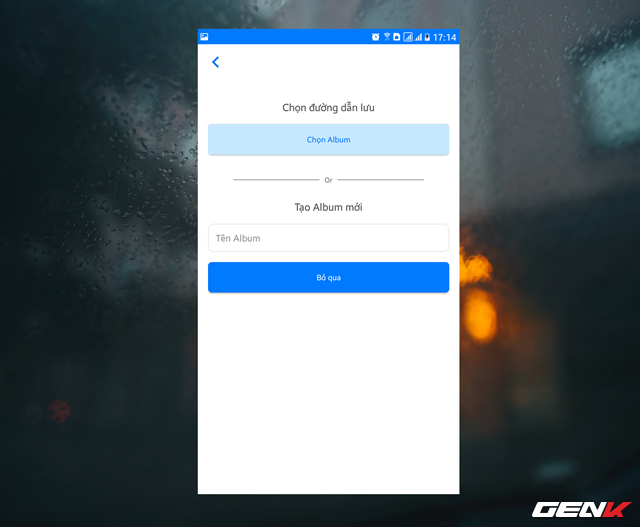 17:14
Chọn đường dẫn lưu
Chọn Album
Or
Tạo Album mới
Tên Album
Bỏ qua
GENK